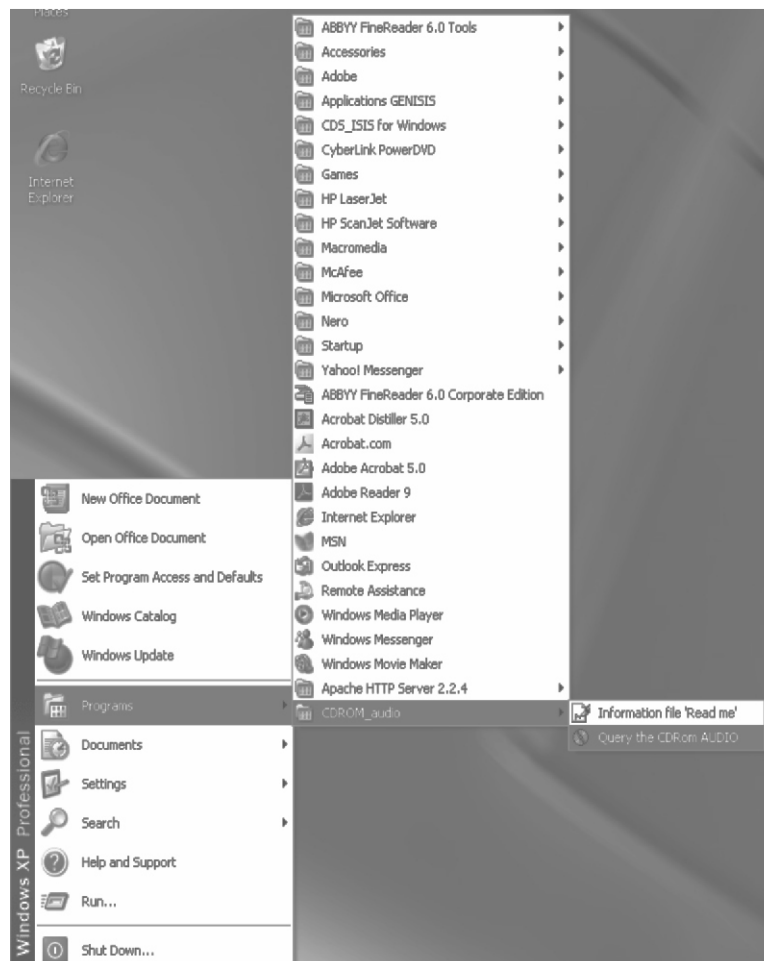 Places
Recycle Bin
Internet
Explorer
ABBYY FineReader 6.0 Tools
Accessories
Adobe
Applications GENISIS
CDS_ISIS for Windows
CyberLink PowerDVD
Games
HP LaserJet
HP ScanJet Software
Macromedia
McAfee
Microsoft Office
Nero
Startup
Yahoo! Messenger
ABBYY FineReader 6.0 Corporate Edition
Acrobat Distiller 5.0
Acrobat.com
Adobe Acrobat 5.0
Adobe Reader 9
Internet Explorer
MSN
Outlook Express
Remote Assistance
Windows Media Player
Windows Messenger
Windows Movie Maker
Apache HTTP Server 2.2.4
CDROM_audio
Information file 'Read me'
Query the CDRom AUDIO
New Office Document
Open Office Document
Set Program Access and Defaults
Windows Catalog
Windows Update
Programs
Documents
Settings
Search
Help and Support
Run...
Shut Down...
Windows XP Professional